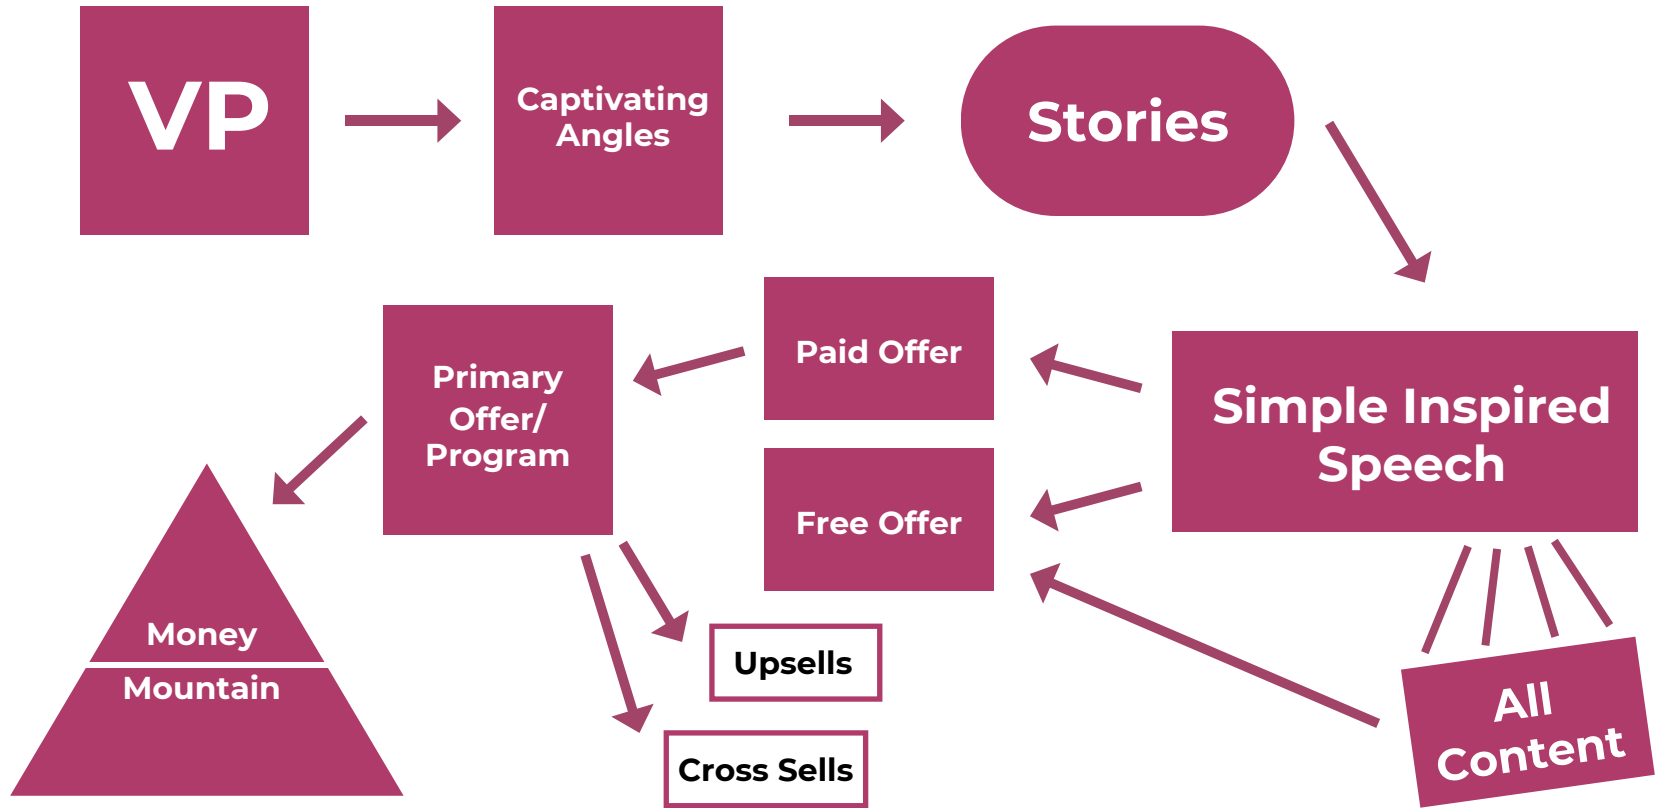 VP
Captivating
Angles
Stories
Simple Inspired
Speech
Paid Offer
Free Offer
Primary
Offer/
Program
Money
Mountain
Upsells
Cross Sells
All
Content